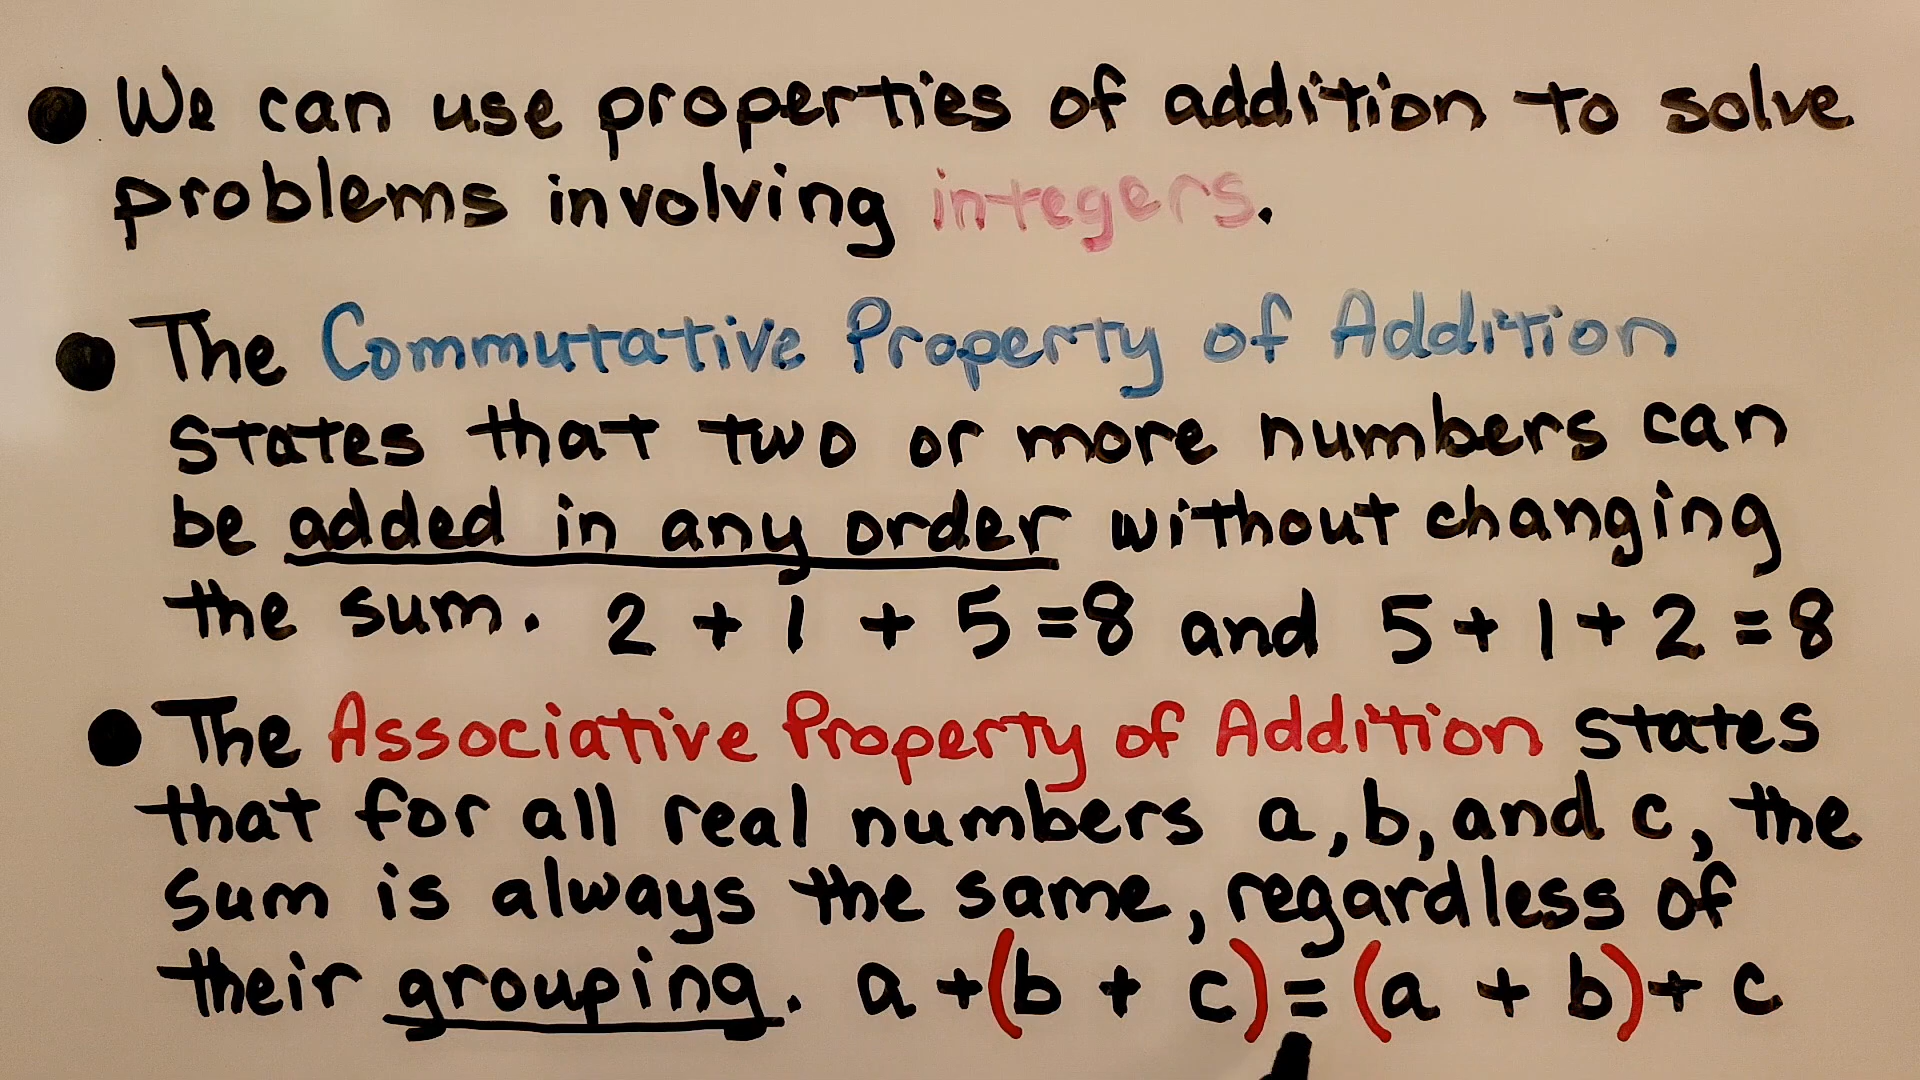 ● We can use properties of addition to solve
problems involving integers.
● The Commutative Property of Addition
states that two or more numbers can
be added in any order without changing
the sum. 2 + 1 + 5 = 8 and 5 + 1 + 2 = 8
● The Associative Property of Addition states
that for all real numbers a, b, and c, the
sum is always the same, regardless of
their grouping. a + (b + c) = (a + b) + c